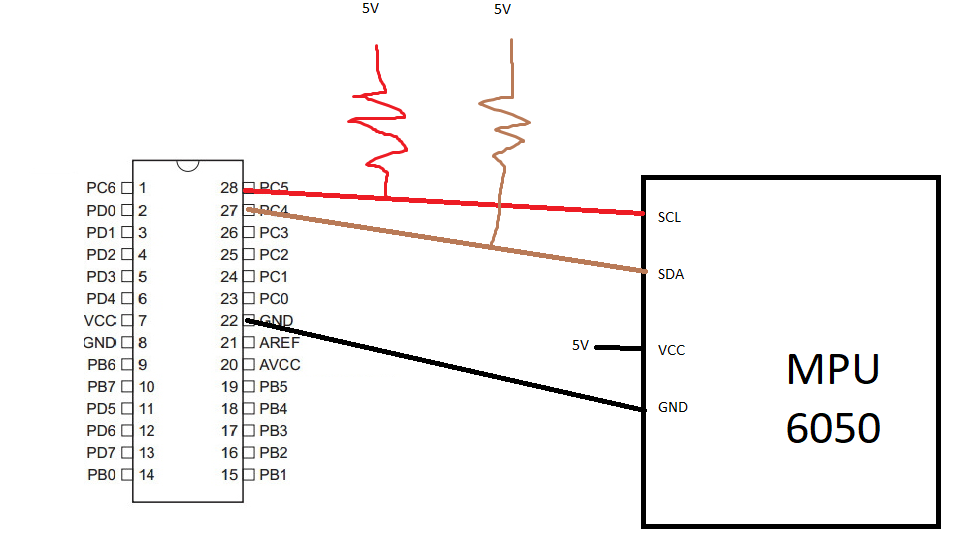 5V 5V
PC6 1 28 PC5
PD0 2 27 PC4
PD1 3 26 PC3
PD2 4 25 PC2
PD3 5 24 PC1
PD4 6 23 PC0
VCC 7 22 GND
GND 8 21 AREF
PB6 9 20 AVCC
PB7 10 19 PB5
PD5 11 18 PB4
PD6 12 17 PB3
PD7 13 16 PB2
PB0 14 15 PB1
SCL
SDA
5V VCC
GND
MPU
6050